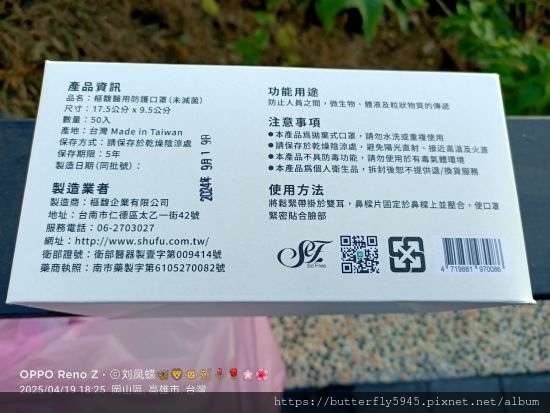 產品資訊
品名：樞馥醫用防護口罩(未滅菌)
尺寸：17.5公分 x 9.5公分
數量：50入
產地：台灣 Made in Taiwan
保存方式：請保存於乾燥陰涼處
保存期限：5年
製造日期(同批號)：
2024年 9月1 9日
製造業者
製造商：樞馥企業有限公司
地址：台南市仁德區太乙一街42號
服務電話：06-2703027
網址：http://www.shufu.com.tw/
衛部證號：衛部醫器製壹字第009414號
藥商執照：南市藥製字第6105270082號
功能用途
防止人員之間，微生物、體液及粒狀物質的傳遞
注意事項
●本產品為拋棄式口罩，請勿水洗或重複使用
●請保存於乾燥陰涼處，避免陽光直射、接近高溫及火源
●本產品不具防毒功能，請勿使用於有毒氣體環境
●本產品為個人衛生品，拆封後恕不提供退/換貨服務
使用方法
將鬆緊帶掛於雙耳，鼻樑片固定於鼻樑上並壓合，使口罩
緊密貼合臉部
SF
So Free
4 719881 970086
OPPO Reno Z · ©刘凤蝶
2025/04/19 18:25 岡山區, 高雄市, 台灣
https://butterfly5945.pixnet.net/album